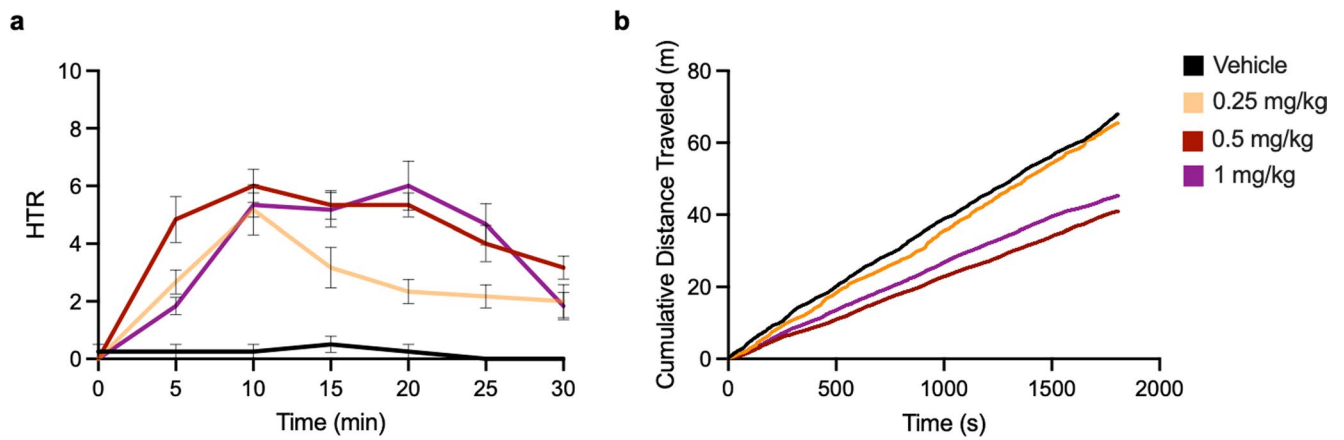 a
10
8
6
4
2
0
HTR
0 5 10 15 20 25 30
Time (min)
b
80
60
40
20
0
Cumulative Distance Traveled (m)
0 500 1000 1500 2000
Time (s)
Vehicle
0.25 mg/kg
0.5 mg/kg
1 mg/kg